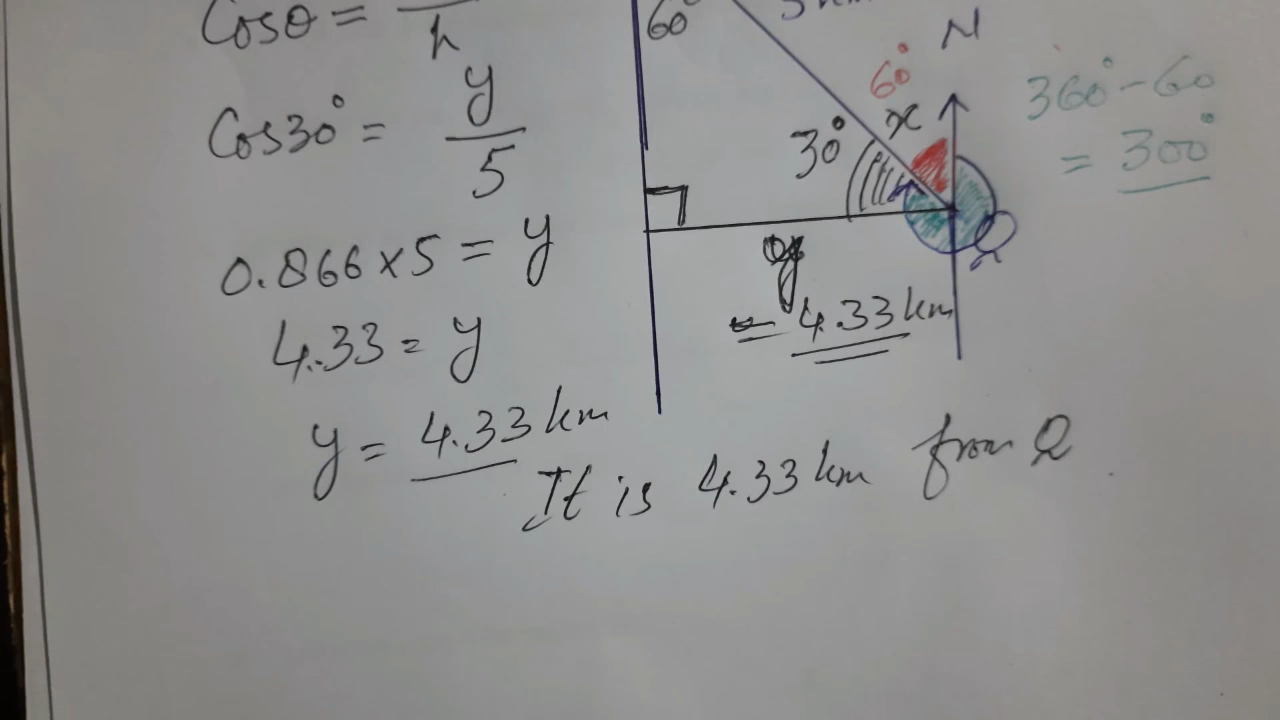 Cosθ =
h
Cos30° = y
5
0.866×5 = y
4.33 = y
y = 4.33 km
It is 4.33 km from Q
60°
60°
N
30°
x
360° - 60
= 300°
Q
y
= 4.33 km